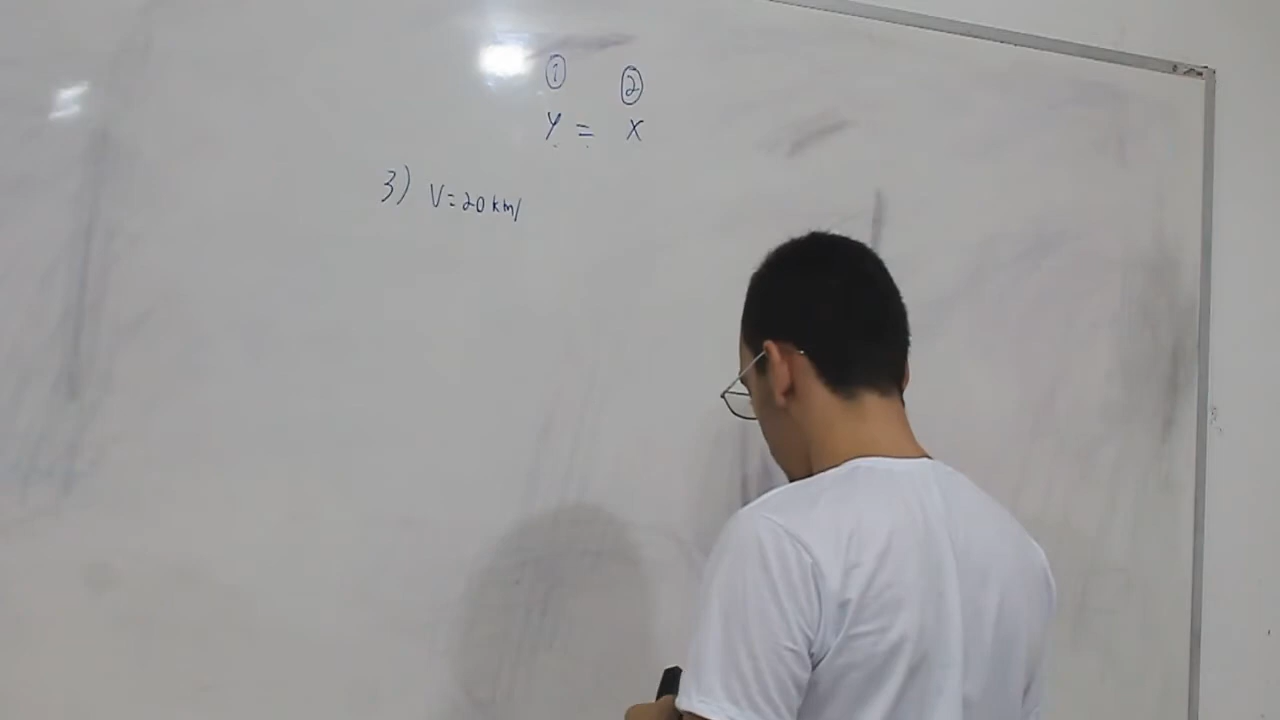 ① ②
Y = X
3) V=20 km/